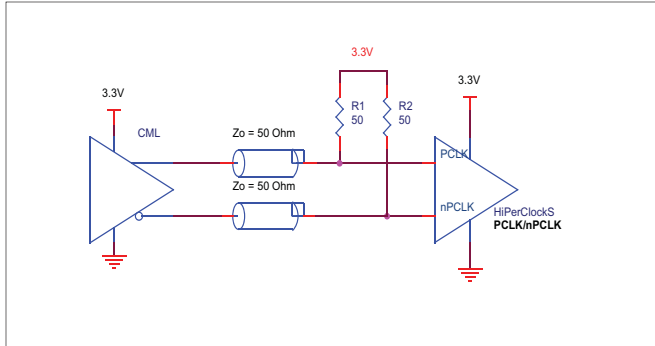 3.3V
3.3V
3.3V
R1
50
R2
50
CML
Zo = 50 Ohm
PCLK
Zo = 50 Ohm
nPCLK
HiPerClockS
PCLK/nPCLK